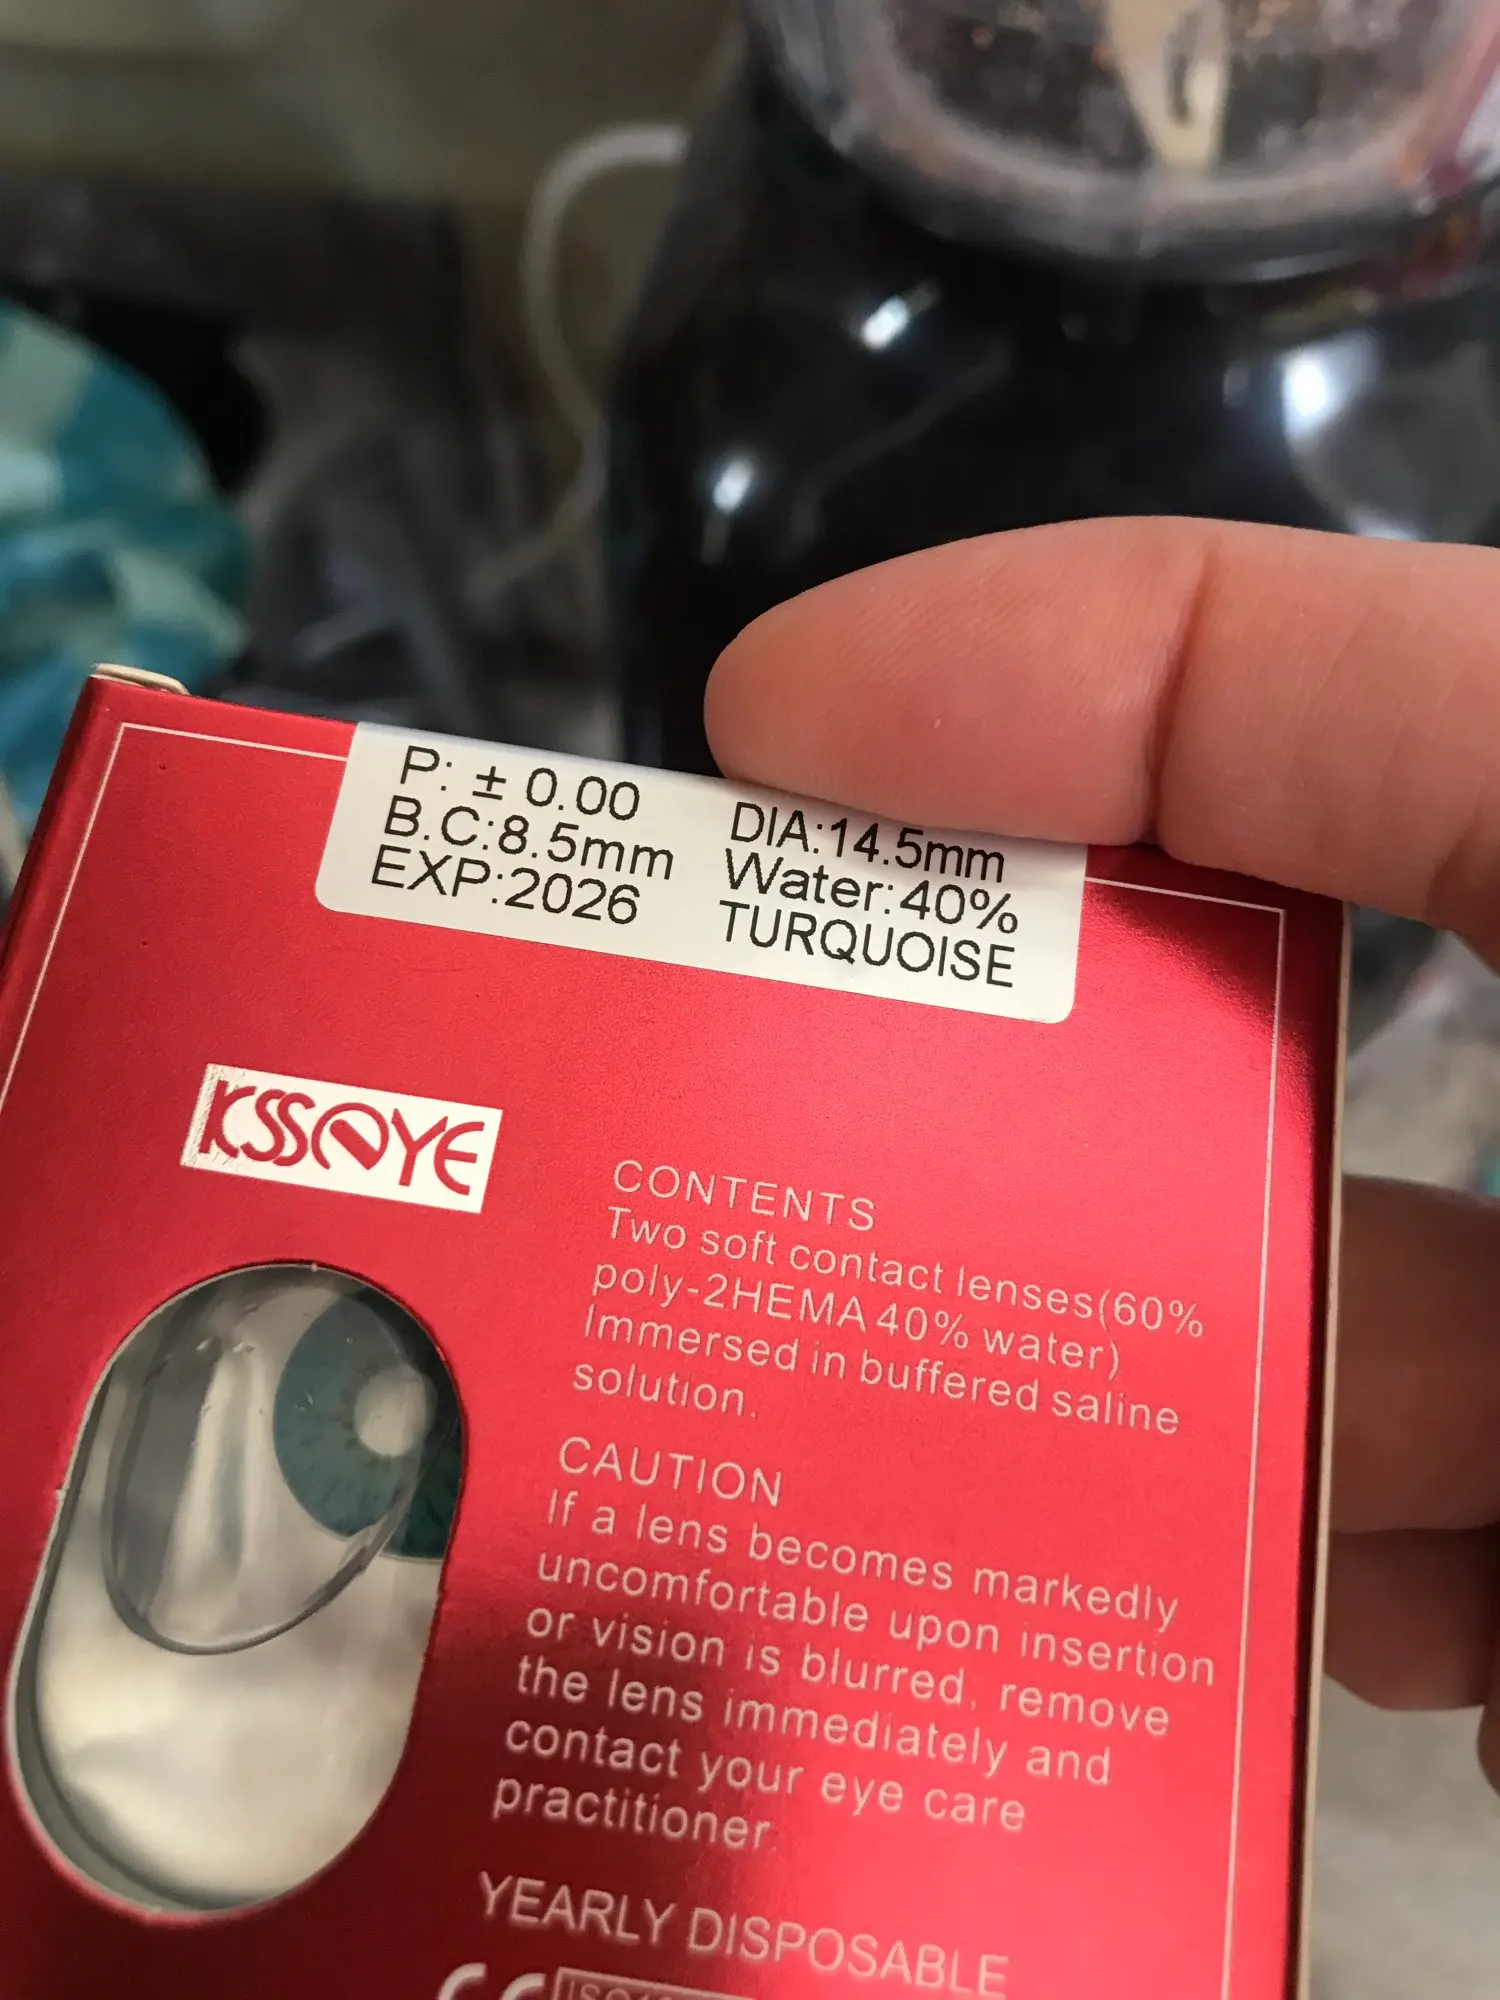 P: ± 0.00
B.C:8.5mm
EXP:2026
DIA:14.5mm
Water:40%
TURQUOISE
KSSEYE
CONTENTS
Two soft contact lenses(60%
poly-2HEMA 40% water)
Immersed in buffered saline
solution.
CAUTION
If a lens becomes markedly
uncomfortable upon insertion
or vision is blurred, remove
the lens immediately and
contact your eye care
practitioner.
YEARLY DISPOSABLE
CE